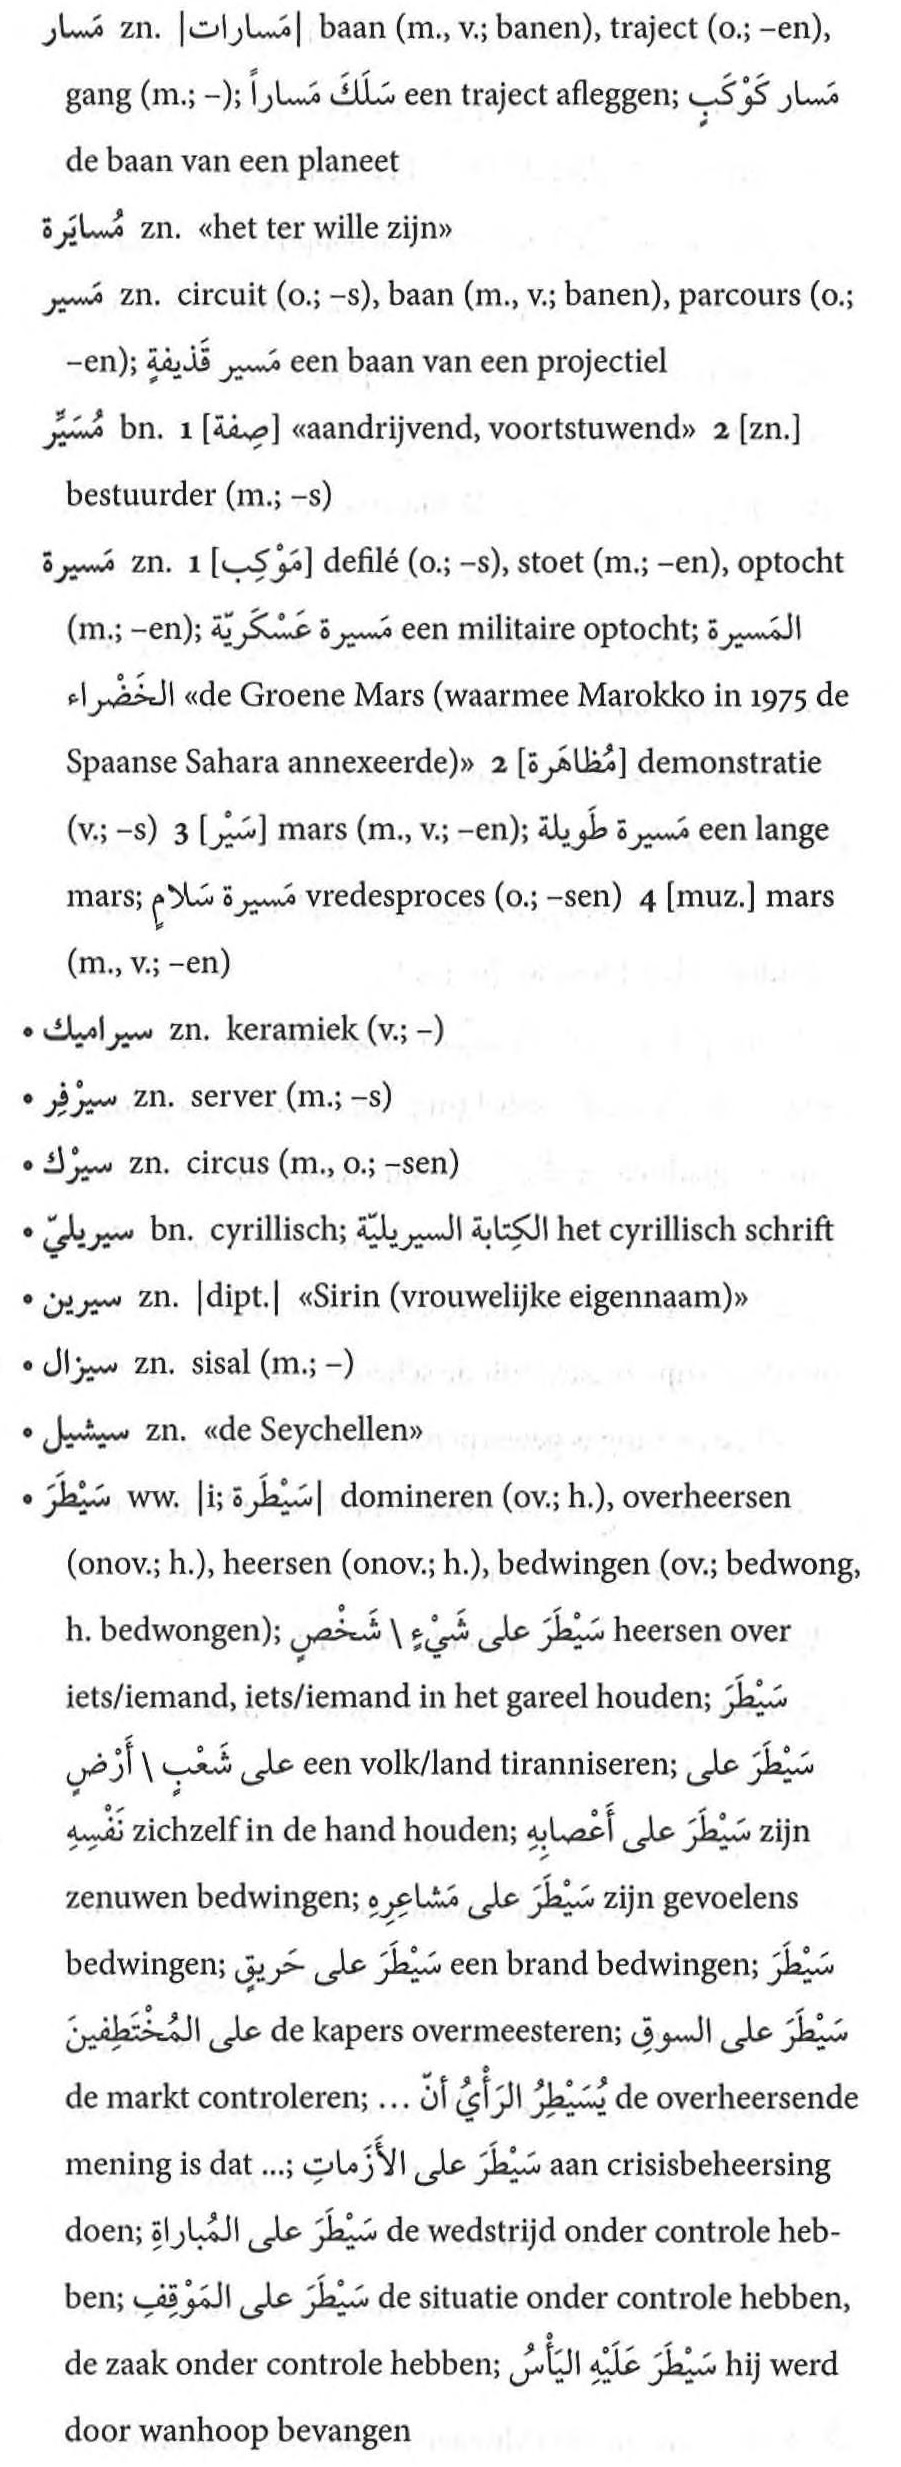 مَسار zn. |مَسارات| baan (m., v.; banen), traject (o.; –en),
gang (m.; –); سَلَكَ مَساراً een traject afleggen; مَسار كَوْكَبٍ
de baan van een planeet
مُسايَرة zn. «het ter wille zijn»
مَسير zn. circuit (o.; –s), baan (m., v.; banen), parcours (o.;
–en); مَسير قَذيفةٍ een baan van een projectiel
مُسَيِّر bn. 1 [صِفة] «aandrijvend, voortstuwend» 2 [zn.]
bestuurder (m.; –s)
مَسيرة zn. 1 [مَوْكِب] defilé (o.; –s), stoet (m.; –en), optocht
(m.; –en); مَسيرة عَسْكَريّة een militaire optocht; المَسيرة
الخَضْراء «de Groene Mars (waarmee Marokko in 1975 de
Spaanse Sahara annexeerde)» 2 [مُظاهَرة] demonstratie
(v.; –s) 3 [سَيْر] mars (m., v.; –en); مَسيرة طَويلة een lange
mars; مَسيرة سَلامٍ vredesproces (o.; –sen) 4 [muz.] mars
(m., v.; –en)
• سيراميك zn. keramiek (v.; –)
• سيرْفِر zn. server (m.; –s)
• سيرْك zn. circus (m., o.; –sen)
• سيريليّ bn. cyrillisch; الكِتابة السيريليّة het cyrillisch schrift
• سيرين zn. |dipt.| «Sirin (vrouwelijke eigennaam)»
• سيزال zn. sisal (m.; –)
• سيشيل zn. «de Seychellen»
• سَيْطَرَ ww. |i; سَيْطَرة| domineren (ov.; h.), overheersen
(onov.; h.), heersen (onov.; h.), bedwingen (ov.; bedwong,
h. bedwongen); سَيْطَرَ على شَيْءٍ \ شَخْصٍ heersen over
iets/iemand, iets/iemand in het gareel houden; سَيْطَرَ
على شَعْبٍ \ أَرْضٍ een volk/land tiranniseren; سَيْطَرَ على
نَفْسِهِ zichzelf in de hand houden; سَيْطَرَ على أَعْصابِهِ zijn
zenuwen bedwingen; سَيْطَرَ على مَشاعِرِهِ zijn gevoelens
bedwingen; سَيْطَرَ على حَريقٍ een brand bedwingen; سَيْطَرَ
على المُخْتَطِفينَ de kapers overmeesteren; سَيْطَرَ على السوقِ
de markt controleren; يُسَيْطِرُ الرَأْيُ أنّ ... de overheersende
mening is dat ...; سَيْطَرَ على الأَزَماتِ aan crisisbeheersing
doen; سَيْطَرَ على المُباراةِ de wedstrijd onder controle heb-
ben; سَيْطَرَ على المَوْقِفِ de situatie onder controle hebben,
de zaak onder controle hebben; سَيْطَرَ عَلَيْهِ اليَأْسُ hij werd
door wanhoop bevangen